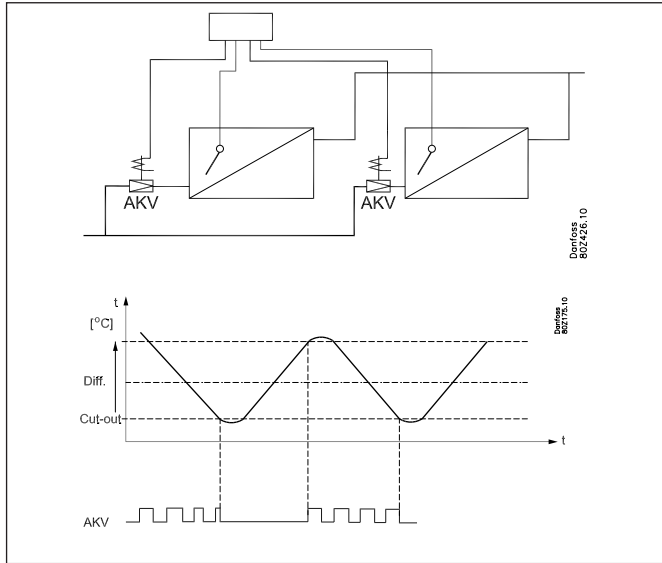 AKV
AKV
Danfoss
80Z426.10
t
[°C]
Danfoss
80Z175.10
Diff.
Cut-out
t
AKV